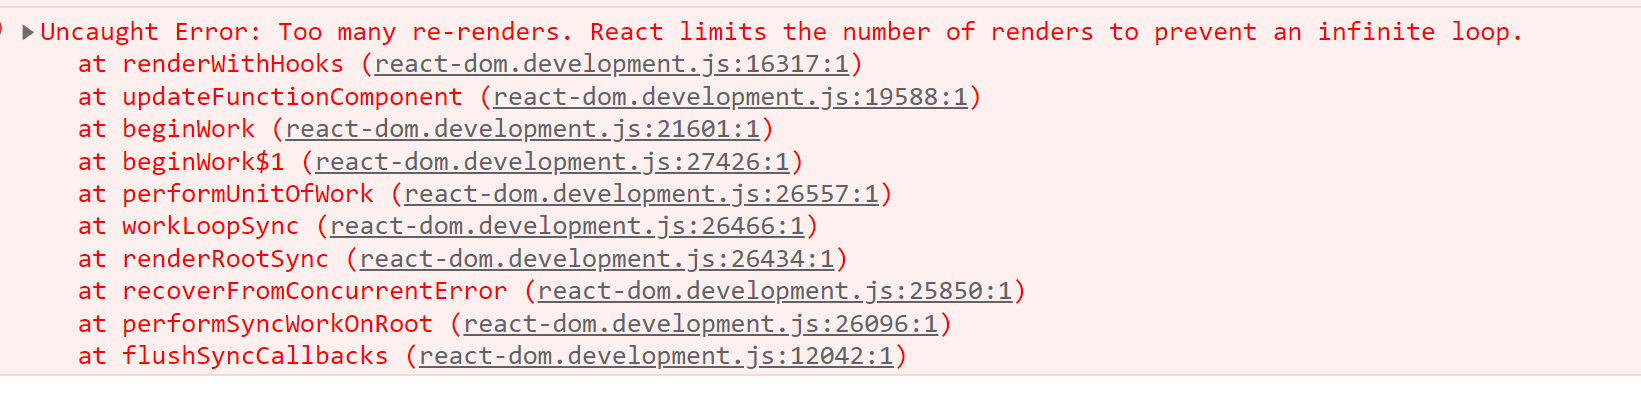 Uncaught Error: Too many re-renders. React limits the number of renders to prevent an infinite loop.
at renderWithHooks (react-dom.development.js:16317:1)
at updateFunctionComponent (react-dom.development.js:19588:1)
at beginWork (react-dom.development.js:21601:1)
at beginWork$1 (react-dom.development.js:27426:1)
at performUnitOfWork (react-dom.development.js:26557:1)
at workLoopSync (react-dom.development.js:26466:1)
at renderRootSync (react-dom.development.js:26434:1)
at recoverFromConcurrentError (react-dom.development.js:25850:1)
at performSyncWorkOnRoot (react-dom.development.js:26096:1)
at flushSyncCallbacks (react-dom.development.js:12042:1)